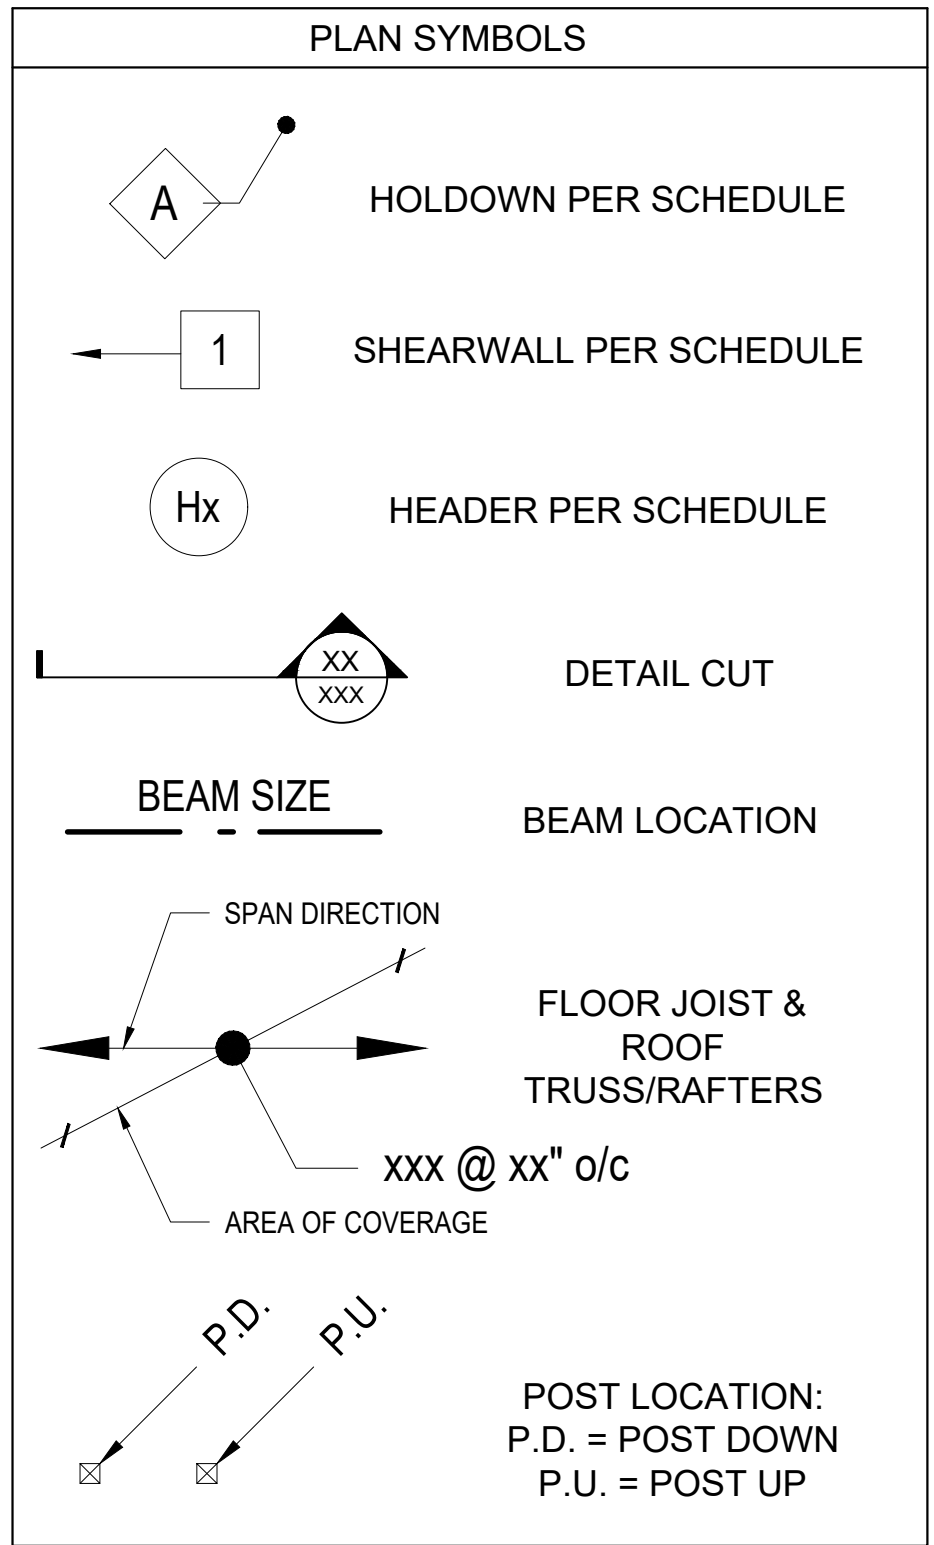 PLAN SYMBOLS
A
HOLDOWN PER SCHEDULE
1
SHEARWALL PER SCHEDULE
Hx
HEADER PER SCHEDULE
XX
XXX
DETAIL CUT
BEAM SIZE
BEAM LOCATION
SPAN DIRECTION
FLOOR JOIST &
ROOF
TRUSS/RAFTERS
xxx @ xx" o/c
AREA OF COVERAGE
P.D.
P.U.
POST LOCATION:
P.D. = POST DOWN
P.U. = POST UP